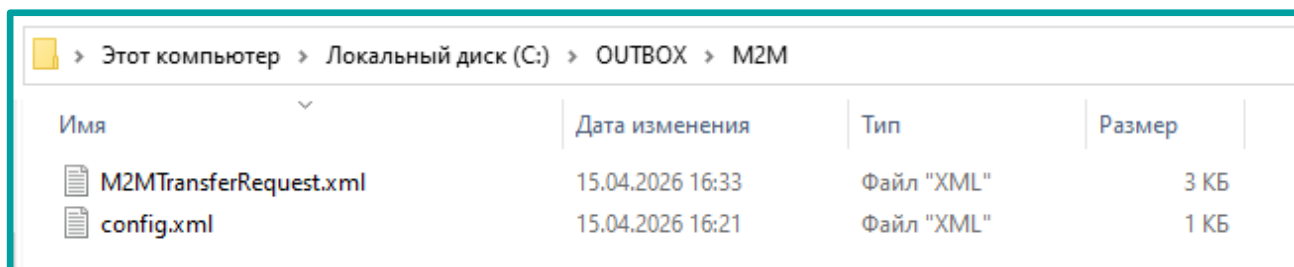 Этот компьютер > Локальный диск (C:) > OUTBOX > M2M
Имя Дата изменения Тип Размер
M2MTransferRequest.xml 15.04.2026 16:33 Файл "XML" 3 КБ
config.xml 15.04.2026 16:21 Файл "XML" 1 КБ